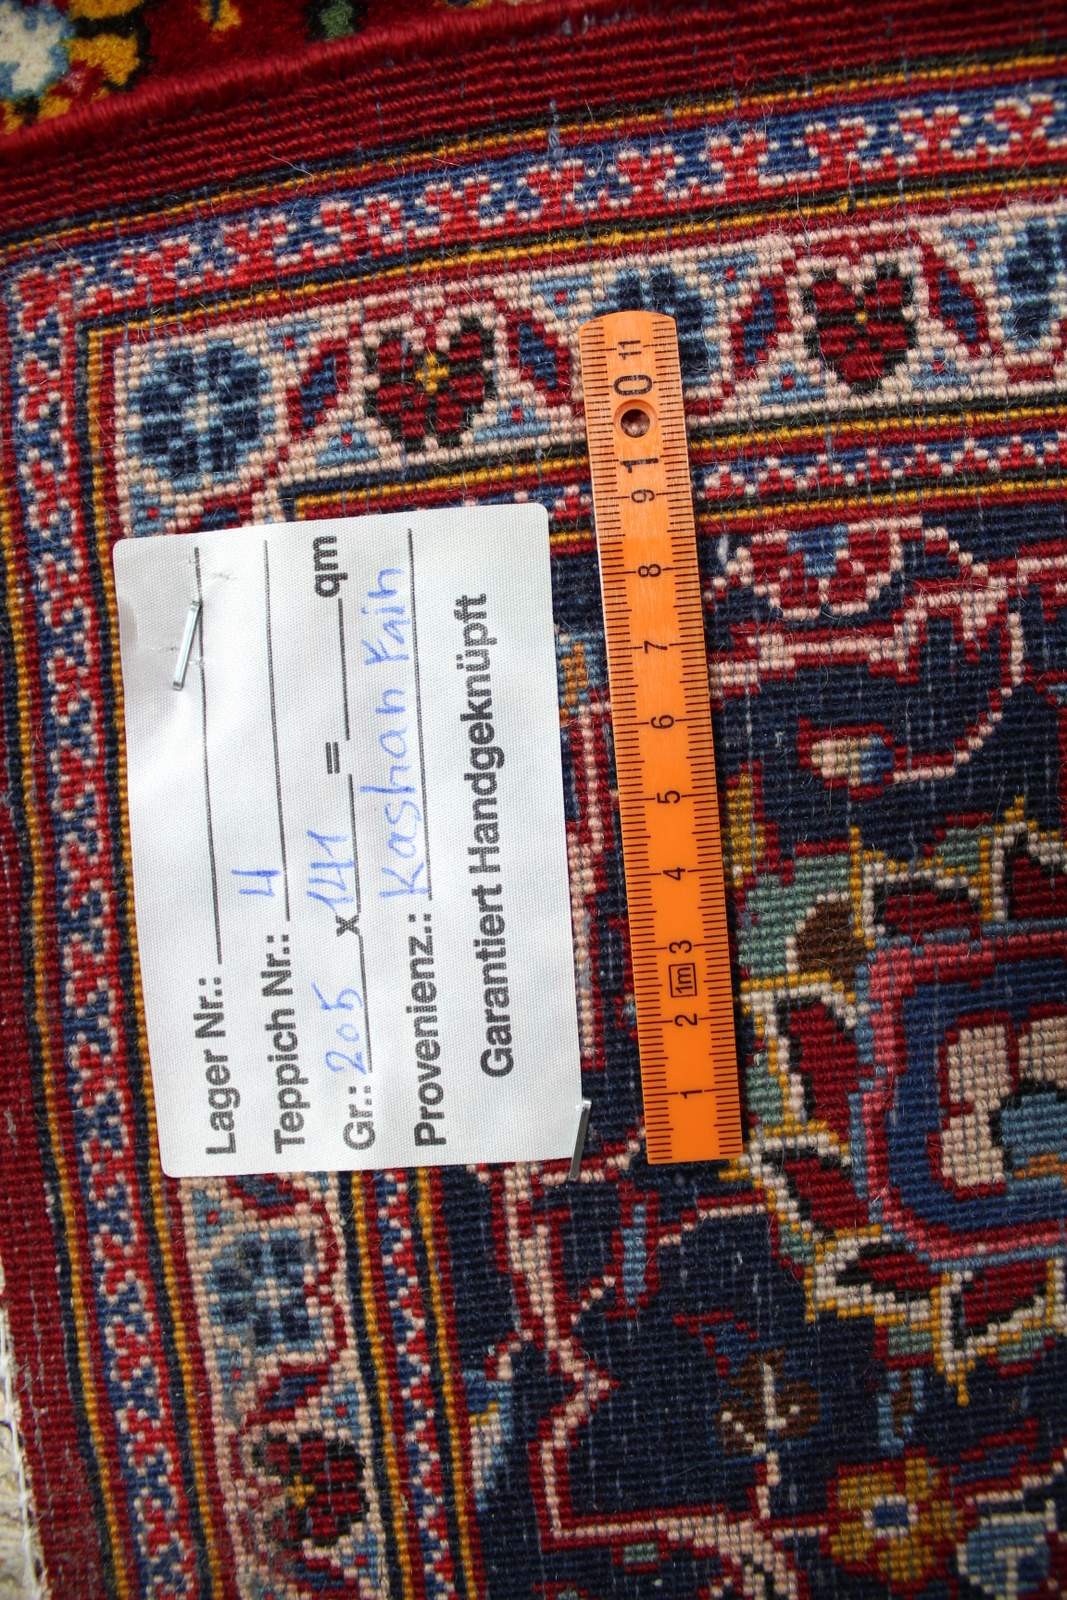 Lager Nr.:
Teppich Nr.: 4
Gr.: 205 x 141 = qm
Provenienz.: Kashan
Garantiert Handgeknüpft
1 2 3 4 5 6 7 8 9 10 11
1m